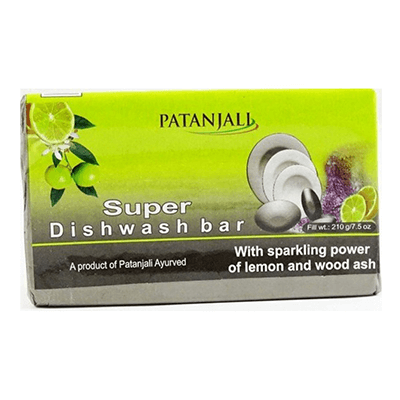 PATANJALI
Super
Dishwash bar
Fill wt.: 210 g/7.5 oz
With sparkling power
of lemon and wood ash
A product of Patanjali Ayurved